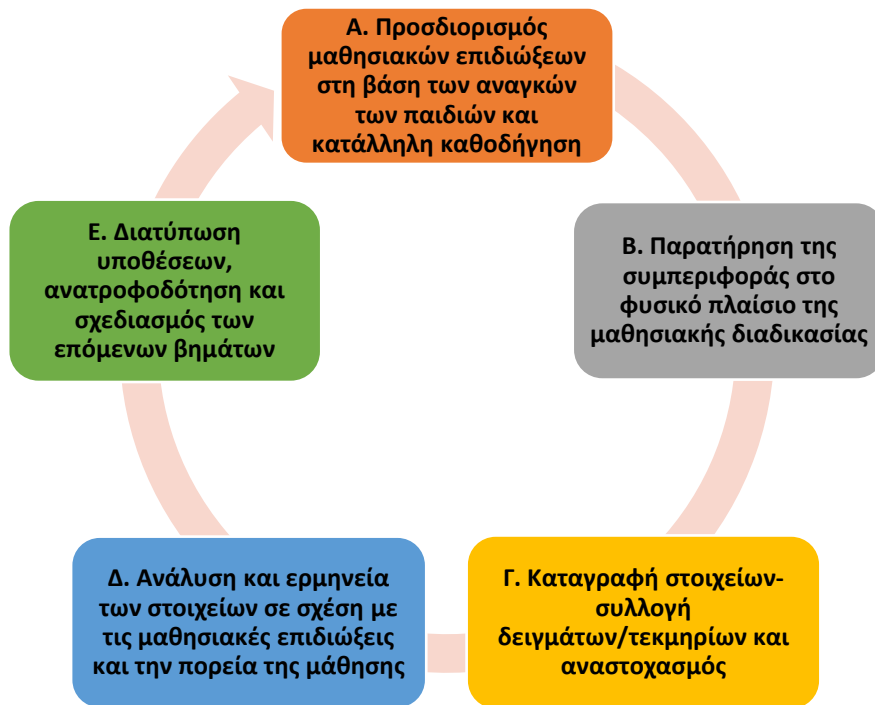 Α. Προσδιορισμός
μαθησιακών επιδιώξεων
στη βάση των αναγκών
των παιδιών και
κατάλληλη καθοδήγηση
Β. Παρατήρηση της
συμπεριφοράς στο
φυσικό πλαίσιο της
μαθησιακής διαδικασίας
Γ. Καταγραφή στοιχείων-
συλλογή
δειγμάτων/τεκμηρίων και
αναστοχασμός
Δ. Ανάλυση και ερμηνεία
των στοιχείων σε σχέση με
τις μαθησιακές επιδιώξεις
και την πορεία της μάθησης
Ε. Διατύπωση
υποθέσεων,
ανατροφοδότηση και
σχεδιασμός των
επόμενων βημάτων